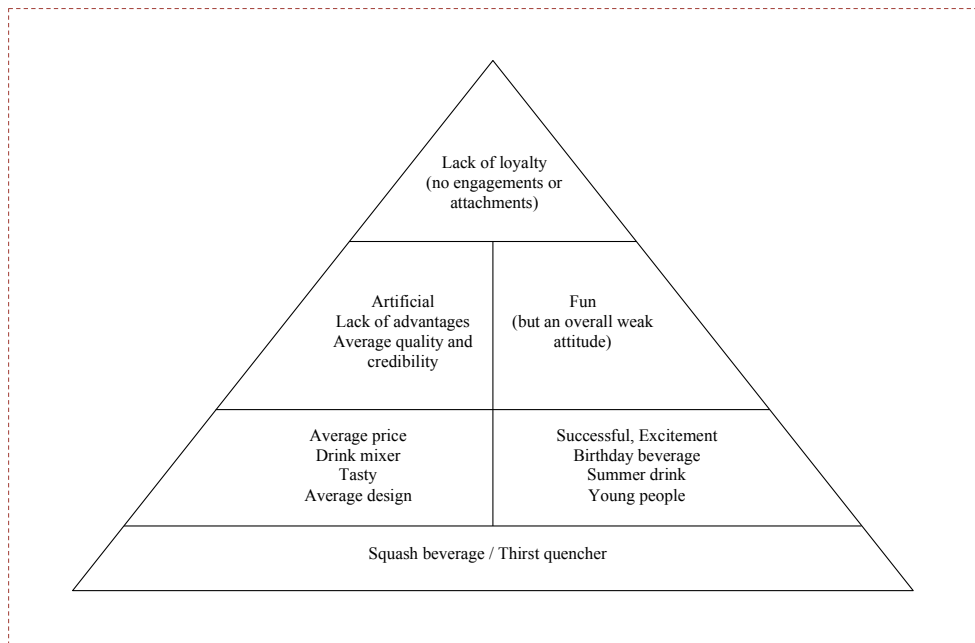 Lack of loyalty
(no engagements or
attachments)
Artificial
Lack of advantages
Average quality and
credibility
Fun
(but an overall weak
attitude)
Average price
Drink mixer
Tasty
Average design
Successful, Excitement
Birthday beverage
Summer drink
Young people
Squash beverage / Thirst quencher